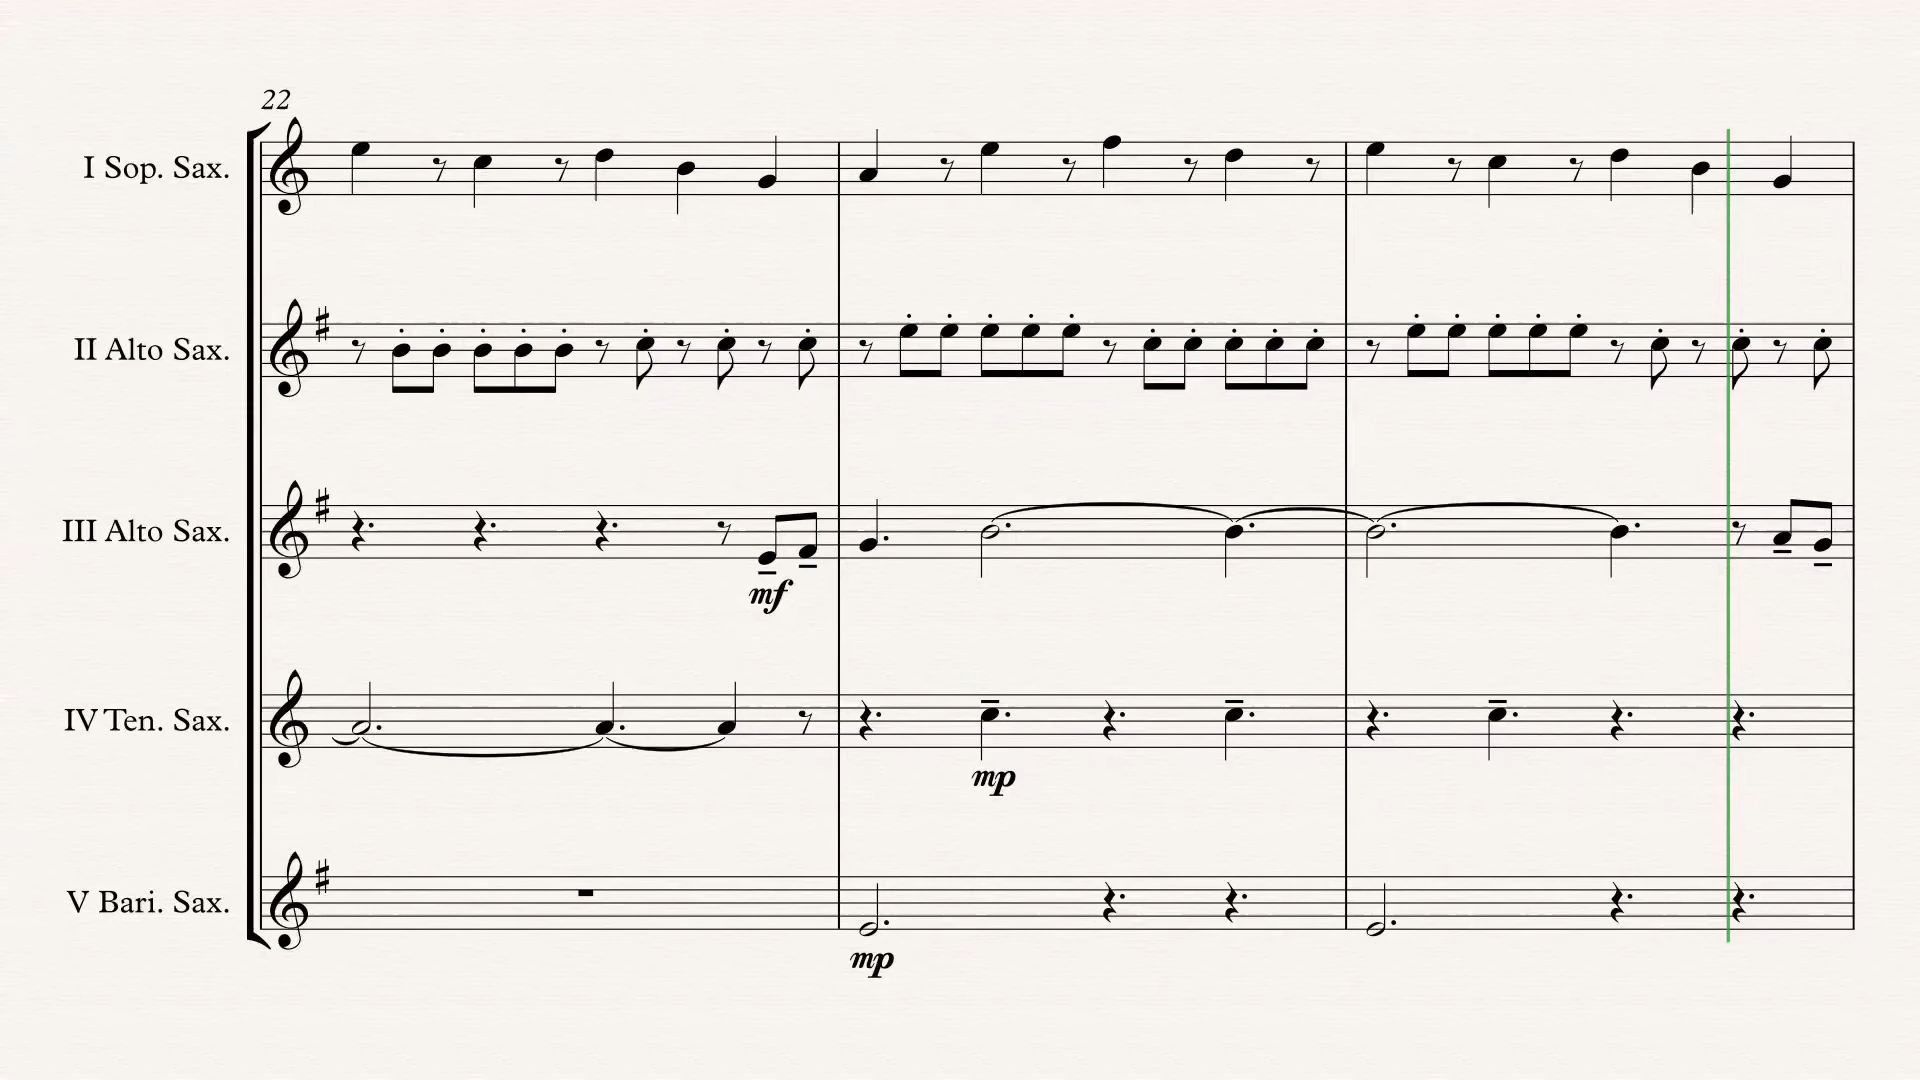 22
I Sop. Sax.
II Alto Sax.
III Alto Sax.
mf
IV Ten. Sax.
mp
V Bari. Sax.
mp